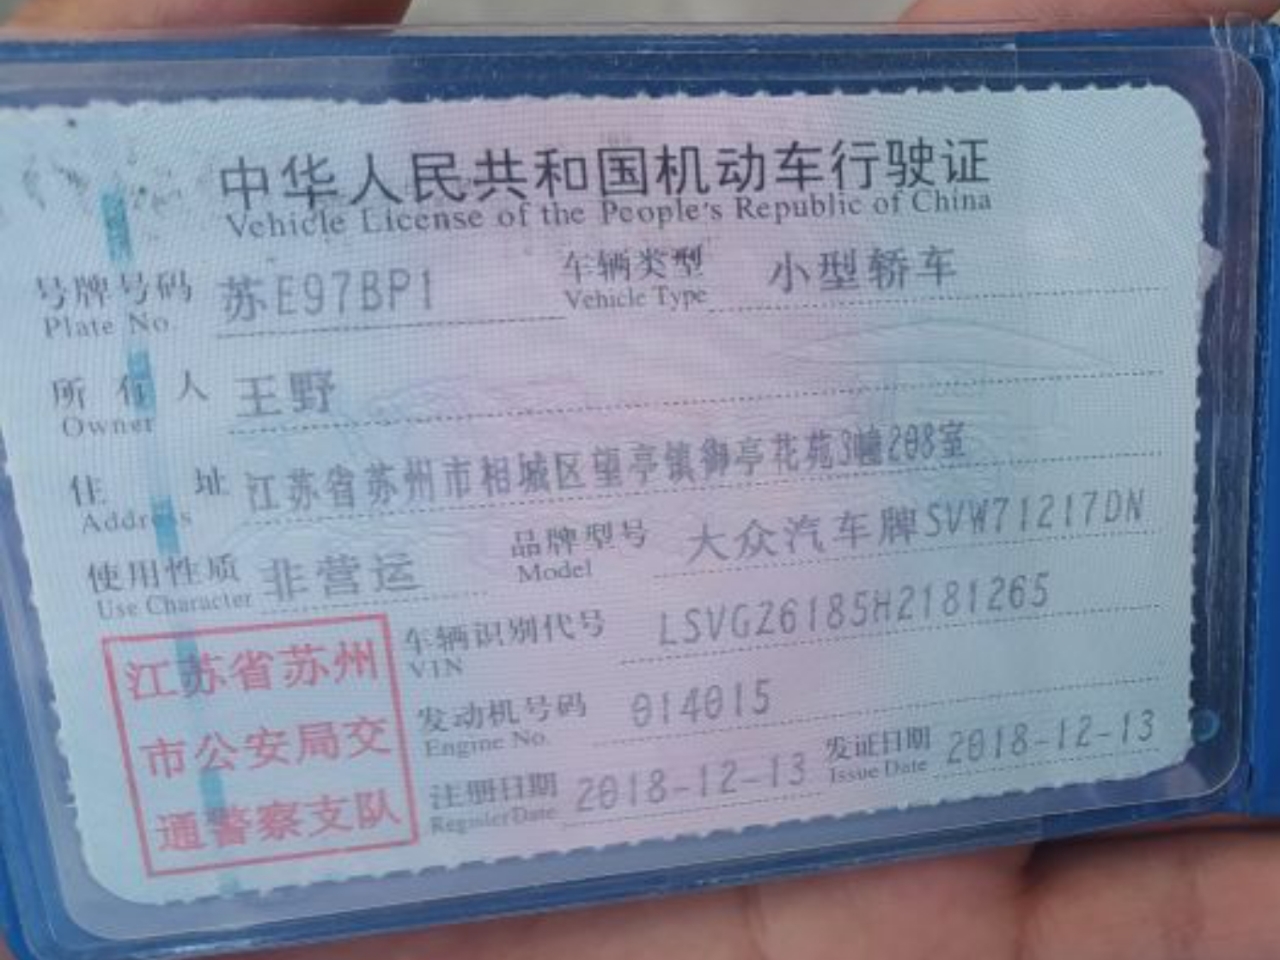 中华人民共和国机动车行驶证
Vehicle License of the People's Republic of China
号牌号码 苏E97BP1 车辆类型 小型轿车
Plate No. Vehicle Type
所有人 王野
Owner
住址 江苏省苏州市相城区望亭镇御亭花苑3幢208室
Address
使用性质 非营运 品牌型号 大众汽车牌SVW71217DN
Use Character Model
车辆识别代号 LSVGZ6185H2181265
VIN
发动机号码 014015
Engine No.
注册日期 2018-12-13 发证日期 2018-12-13
Register Date Issue Date
江苏省苏州
市公安局交
通警察支队